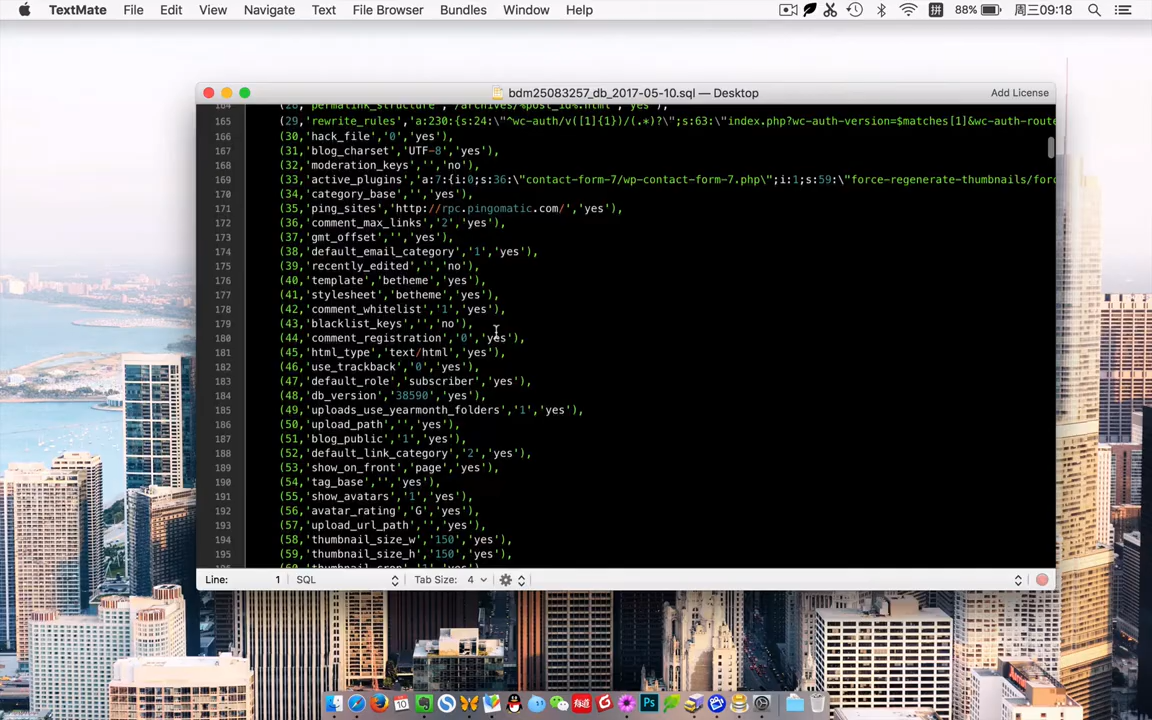 TextMate File Edit View Navigate Text File Browser Bundles Window Help 88% 周三09:18
bdm25083257_db_2017-05-10.sql — Desktop Add License
164 (28,'permalink_structure','/archives/%post_id%.html','yes'),
165 (29,'rewrite_rules','a:230:{s:24:\"^wc-auth/v([1]{1})/(.*)?\";s:63:\"index.php?wc-auth-version=$matches[1]&wc-auth-route
166 (30,'hack_file','0','yes'),
167 (31,'blog_charset','UTF-8','yes'),
168 (32,'moderation_keys','','no'),
169 (33,'active_plugins','a:7:{i:0;s:36:\"contact-form-7/wp-contact-form-7.php\";i:1;s:59:\"force-regenerate-thumbnails/forc
170 (34,'category_base','','yes'),
171 (35,'ping_sites','http://rpc.pingomatic.com/','yes'),
172 (36,'comment_max_links','2','yes'),
173 (37,'gmt_offset','','yes'),
174 (38,'default_email_category','1','yes'),
175 (39,'recently_edited','','no'),
176 (40,'template','betheme','yes'),
177 (41,'stylesheet','betheme','yes'),
178 (42,'comment_whitelist','1','yes'),
179 (43,'blacklist_keys','','no'),
180 (44,'comment_registration','0','yes'),
181 (45,'html_type','text/html','yes'),
182 (46,'use_trackback','0','yes'),
183 (47,'default_role','subscriber','yes'),
184 (48,'db_version','38590','yes'),
185 (49,'uploads_use_yearmonth_folders','1','yes'),
186 (50,'upload_path','','yes'),
187 (51,'blog_public','1','yes'),
188 (52,'default_link_category','2','yes'),
189 (53,'show_on_front','page','yes'),
190 (54,'tag_base','','yes'),
191 (55,'show_avatars','1','yes'),
192 (56,'avatar_rating','G','yes'),
193 (57,'upload_url_path','','yes'),
194 (58,'thumbnail_size_w','150','yes'),
195 (59,'thumbnail_size_h','150','yes'),
Line: 1 SQL Tab Size: 4